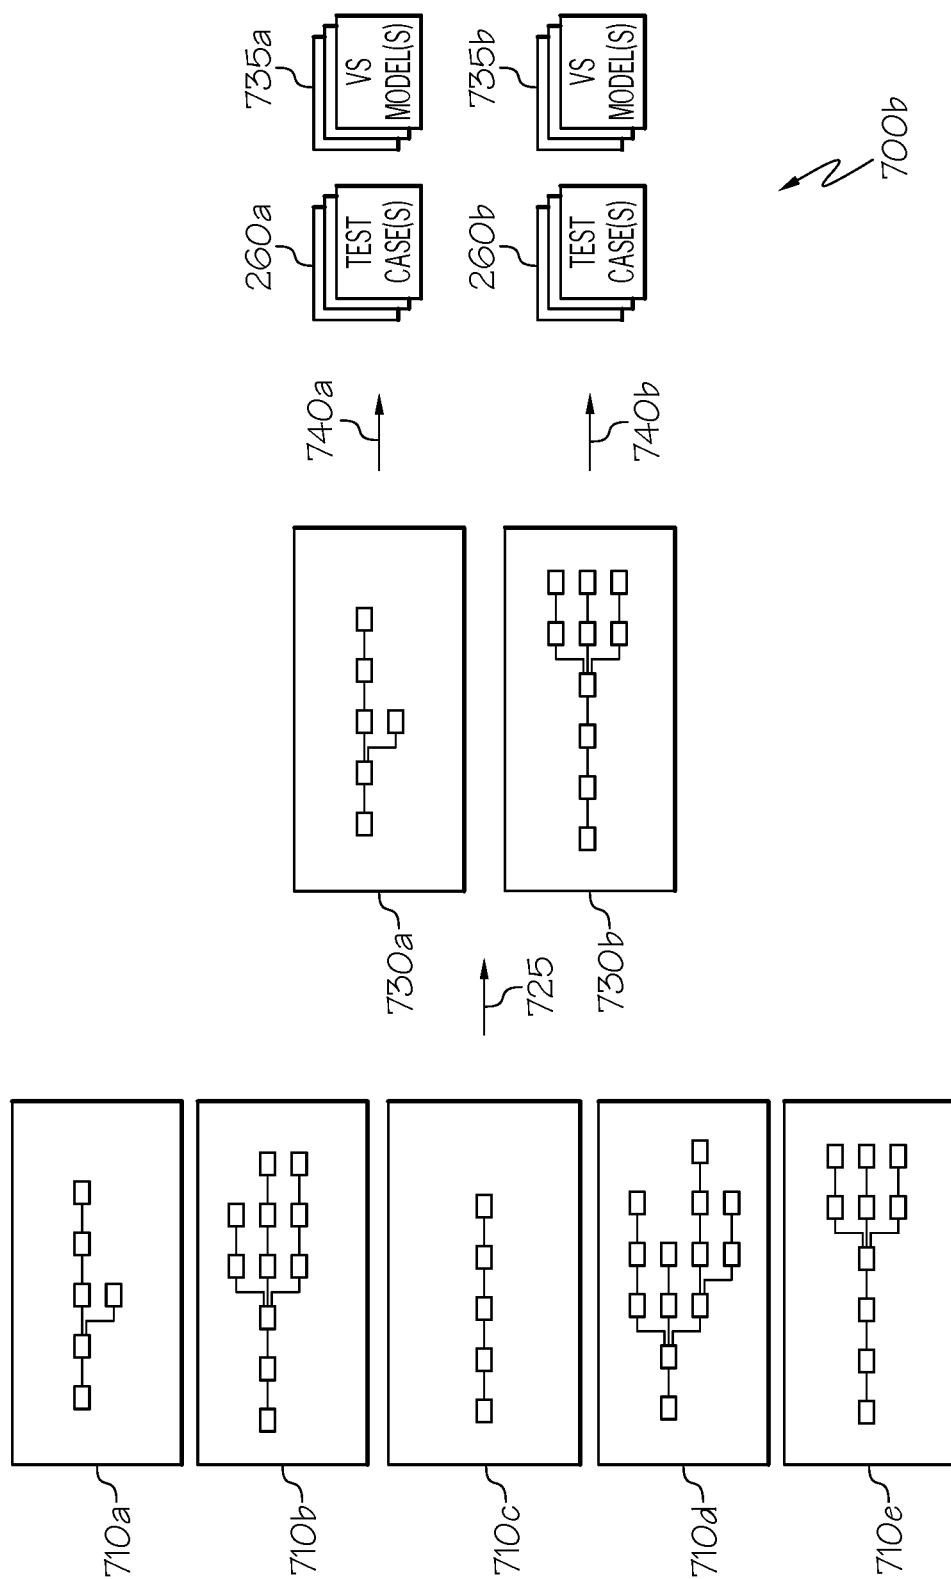 710a
710b
710c
710d
710e
725
730a
730b
740a
740b
260a
TEST
CASE(S)
735a
VS
MODEL(S)
260b
TEST
CASE(S)
735b
VS
MODEL(S)
700b